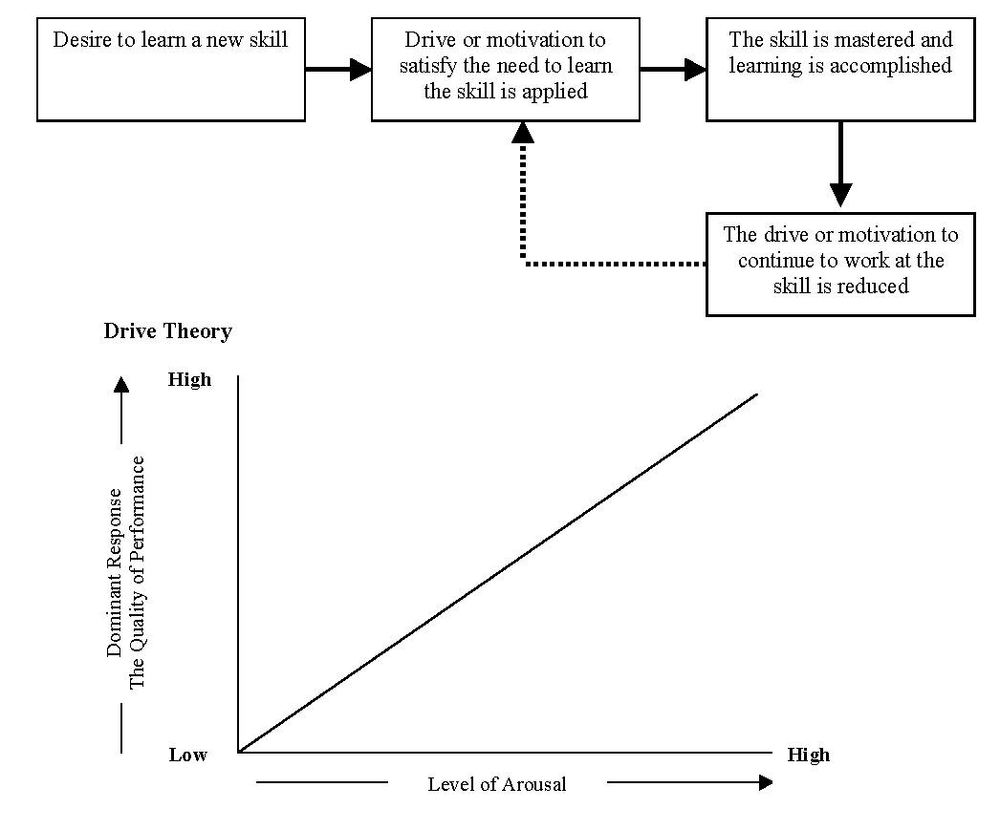 Desire to learn a new skill
Drive or motivation to
satisfy the need to learn
the skill is applied
The skill is mastered and
learning is accomplished
The drive or motivation to
continue to work at the
skill is reduced
Drive Theory
High
Dominant Response
The Quality of Performance
Low
High
Level of Arousal